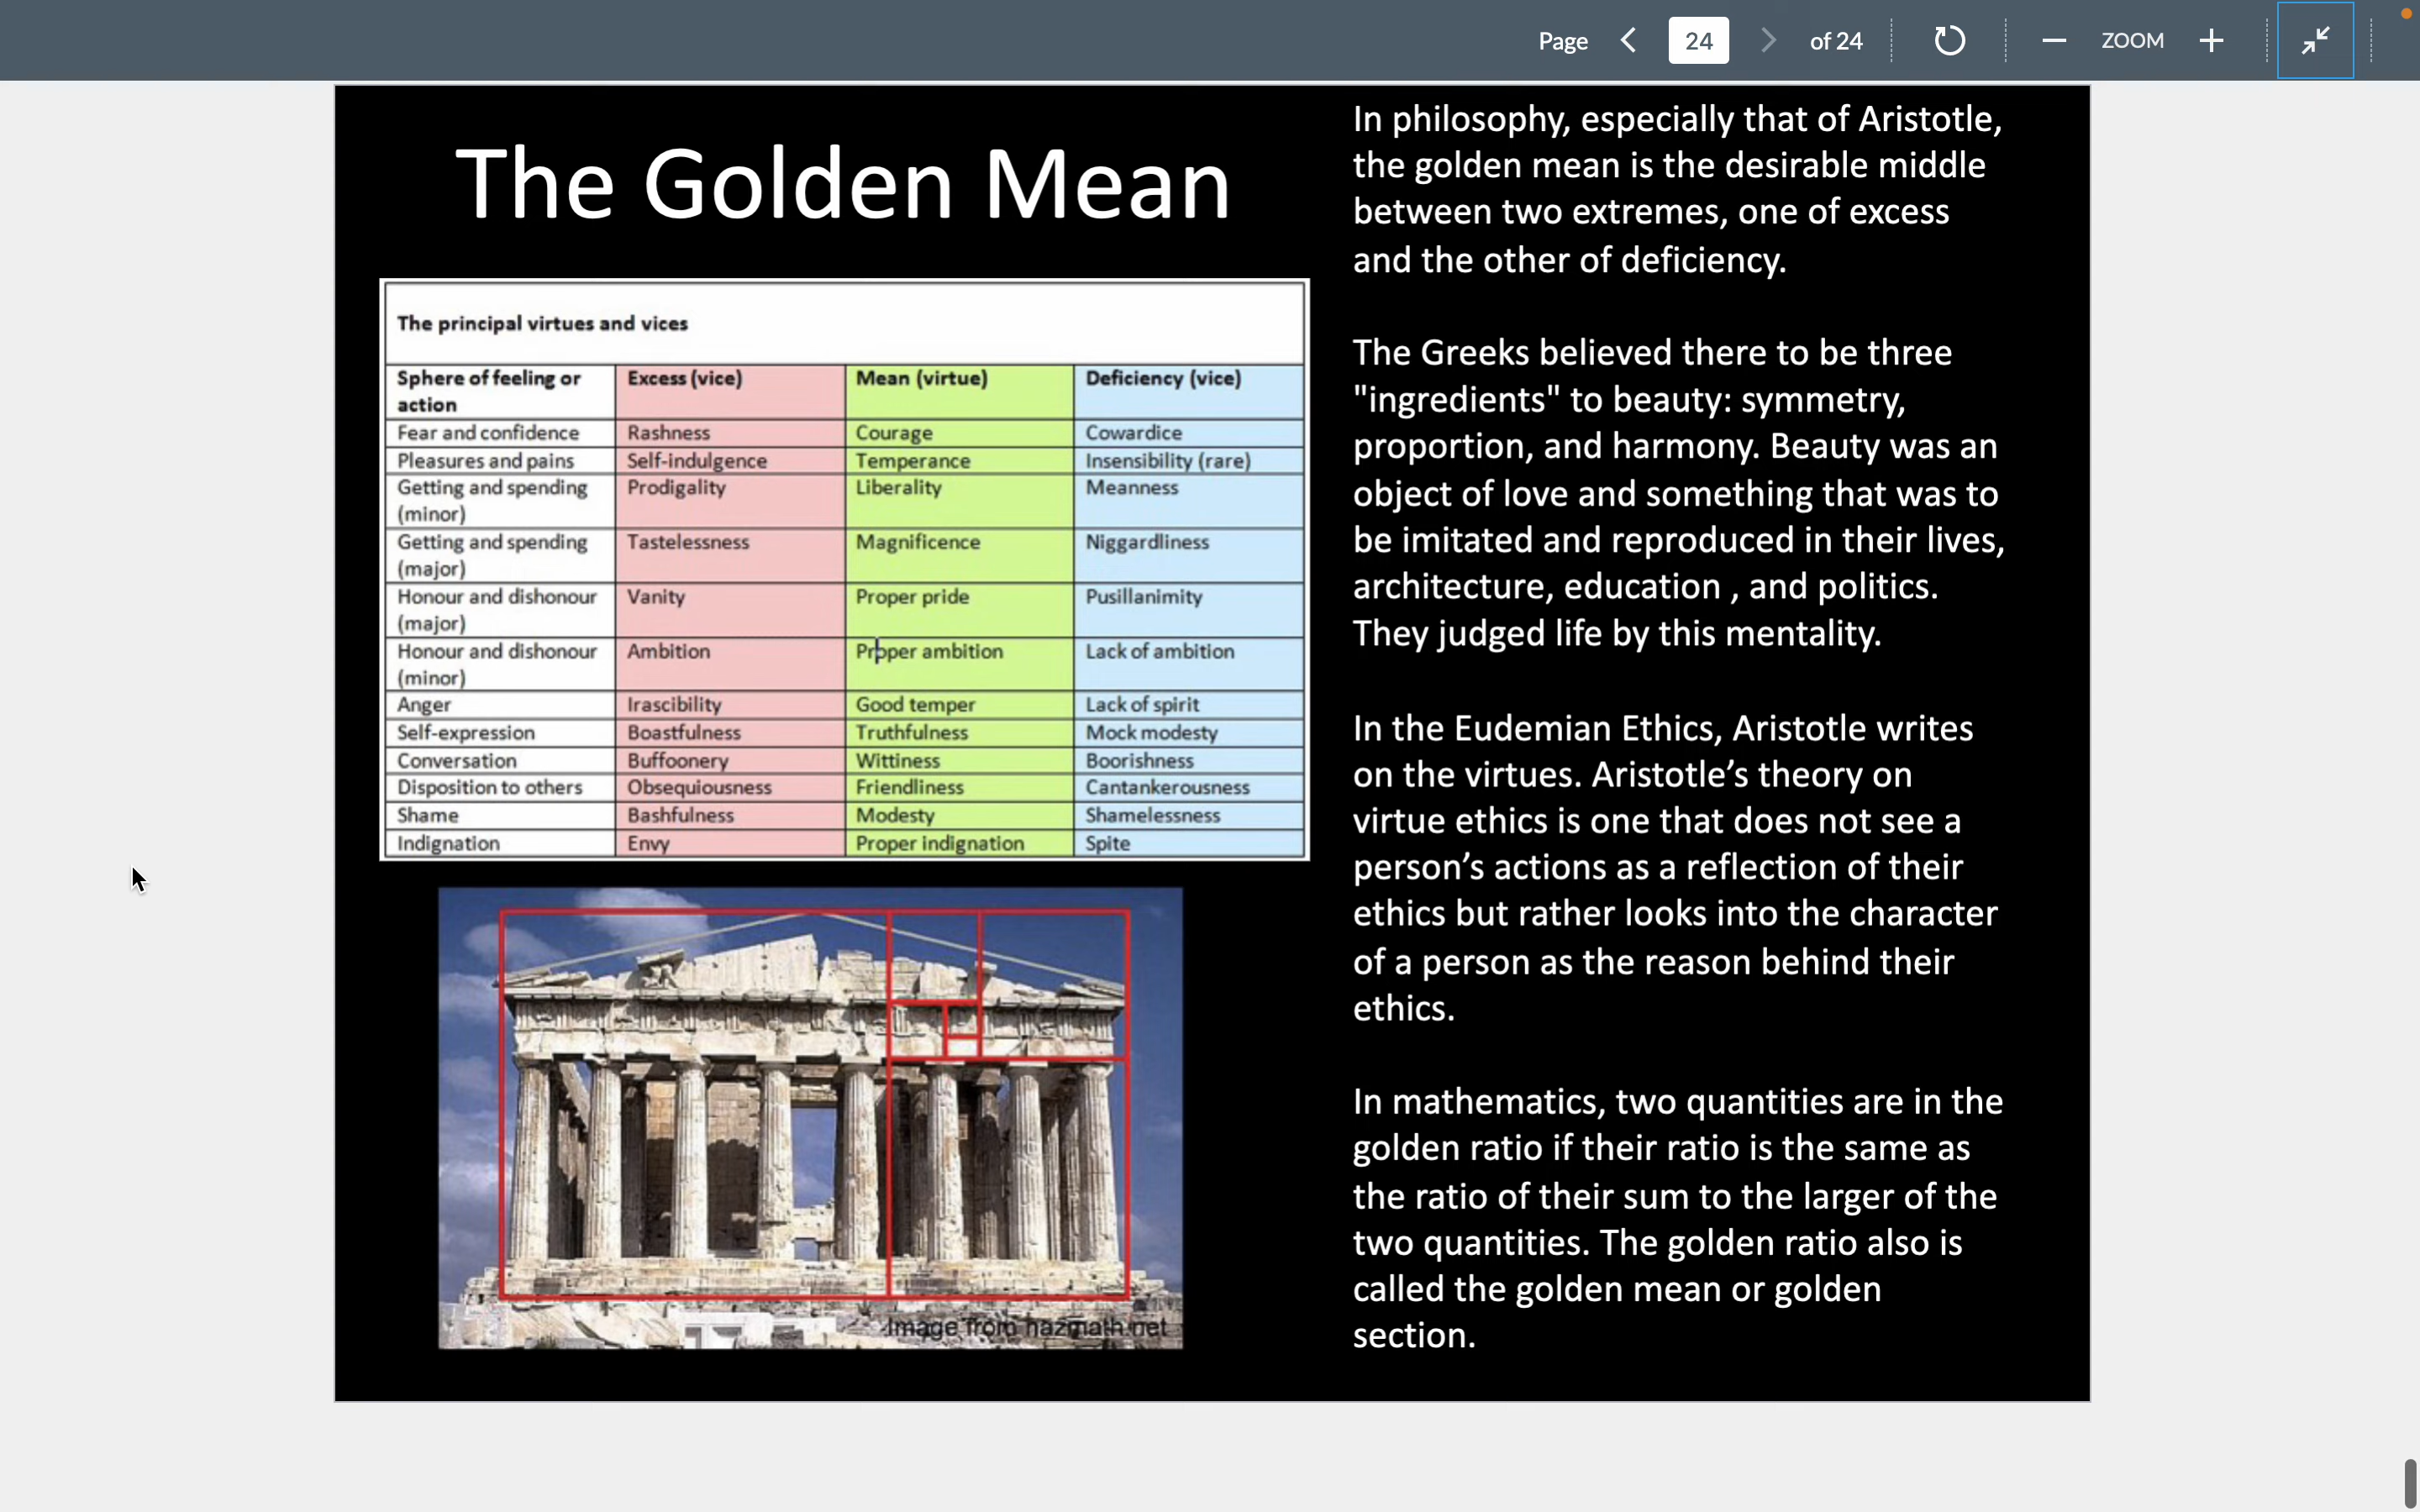 Page 24 of 24 ZOOM
The Golden Mean
The principal virtues and vices
Sphere of feeling or action Excess (vice) Mean (virtue) Deficiency (vice)
Fear and confidence Rashness Courage Cowardice
Pleasures and pains Self-indulgence Temperance Insensibility (rare)
Getting and spending (minor) Prodigality Liberality Meanness
Getting and spending (major) Tastelessness Magnificence Niggardliness
Honour and dishonour (major) Vanity Proper pride Pusillanimity
Honour and dishonour (minor) Ambition Proper ambition Lack of ambition
Anger Irascibility Good temper Lack of spirit
Self-expression Boastfulness Truthfulness Mock modesty
Conversation Buffoonery Wittiness Boorishness
Disposition to others Obsequiousness Friendliness Cantankerousness
Shame Bashfulness Modesty Shamelessness
Indignation Envy Proper indignation Spite
Image from hazmath.net
In philosophy, especially that of Aristotle,
the golden mean is the desirable middle
between two extremes, one of excess
and the other of deficiency.
The Greeks believed there to be three
"ingredients" to beauty: symmetry,
proportion, and harmony. Beauty was an
object of love and something that was to
be imitated and reproduced in their lives,
architecture, education , and politics.
They judged life by this mentality.
In the Eudemian Ethics, Aristotle writes
on the virtues. Aristotle’s theory on
virtue ethics is one that does not see a
person’s actions as a reflection of their
ethics but rather looks into the character
of a person as the reason behind their
ethics.
In mathematics, two quantities are in the
golden ratio if their ratio is the same as
the ratio of their sum to the larger of the
two quantities. The golden ratio also is
called the golden mean or golden
section.